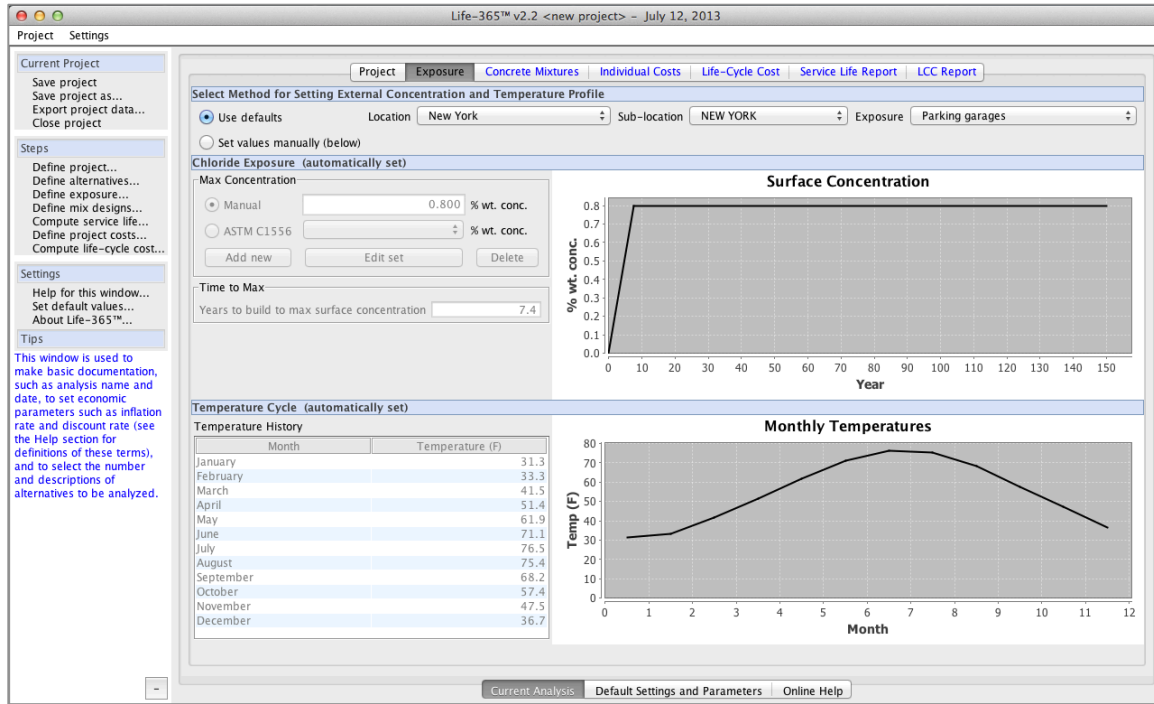 Life-365™ v2.2 <new project> – July 12, 2013
Project Settings
Current Project
Save project
Save project as...
Export project data...
Close project
Steps
Define project...
Define alternatives...
Define exposure...
Define mix designs...
Compute service life...
Define project costs...
Compute life-cycle cost...
Settings
Help for this window...
Set default values...
About Life-365™...
Tips
This window is used to
make basic documentation,
such as analysis name and
date, to set economic
parameters such as inflation
rate and discount rate (see
the Help section for
definitions of these terms),
and to select the number
and descriptions of
alternatives to be analyzed.
-
Project Exposure Concrete Mixtures Individual Costs Life-Cycle Cost Service Life Report LCC Report
Select Method for Setting External Concentration and Temperature Profile
Use defaults Location New York Sub-location NEW YORK Exposure Parking garages
Set values manually (below)
Chloride Exposure (automatically set)
Max Concentration
Manual 0.800 % wt. conc.
ASTM C1556 % wt. conc.
Add new Edit set Delete
Time to Max
Years to build to max surface concentration 7.4
Surface Concentration
% wt. conc.
0.8
0.7
0.6
0.5
0.4
0.3
0.2
0.1
0.0
0 10 20 30 40 50 60 70 80 90 100 110 120 130 140 150
Year
Temperature Cycle (automatically set)
Temperature History
Month Temperature (F)
January 31.3
February 33.3
March 41.5
April 51.4
May 61.9
June 71.1
July 76.5
August 75.4
September 68.2
October 57.4
November 47.5
December 36.7
Monthly Temperatures
Temp (F)
80
70
60
50
40
30
20
10
0
0 1 2 3 4 5 6 7 8 9 10 11 12
Month
Current Analysis Default Settings and Parameters Online Help